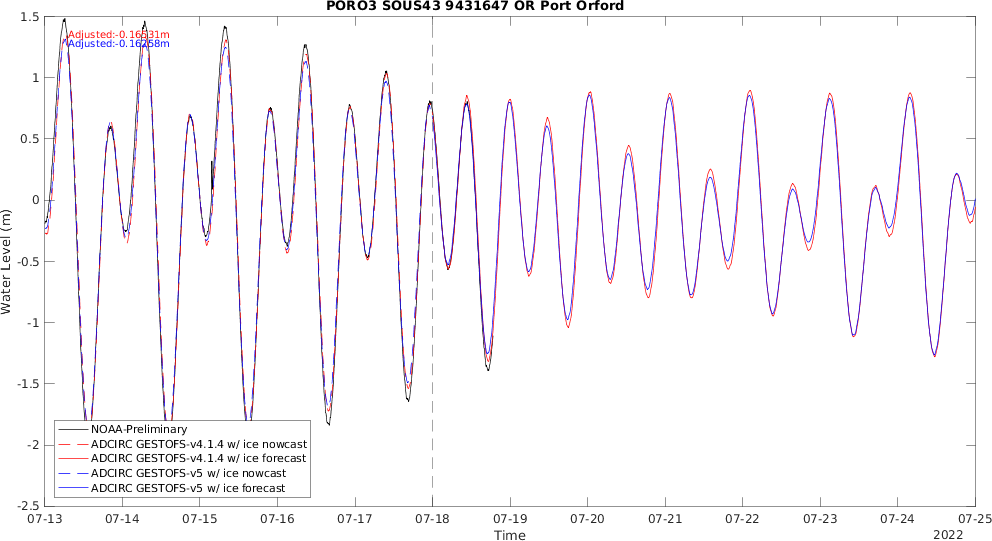 PORO3 SOUS43 9431647 OR Port Orford
Adjusted:-0.16531m
Adjusted:-0.16258m
Water Level (m)
1.5
1
0.5
0
-0.5
-1
-1.5
-2
-2.5
NOAA-Preliminary
ADCIRC GESTOFS-v4.1.4 w/ ice nowcast
ADCIRC GESTOFS-v4.1.4 w/ ice forecast
ADCIRC GESTOFS-v5 w/ ice nowcast
ADCIRC GESTOFS-v5 w/ ice forecast
07-13 07-14 07-15 07-16 07-17 07-18 07-19 07-20 07-21 07-22 07-23 07-24 07-25
Time
2022